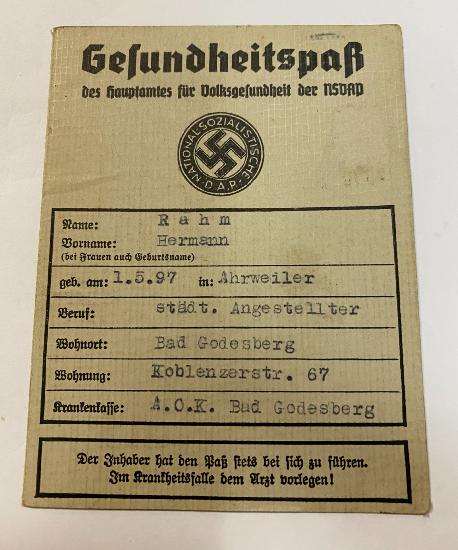 Gesundheitspaß
des Hauptamtes für Volksgesundheit der NSDAP
NATIONAL-SOZIALISTISCHE
D.A.P.
Name: Rahm
Vorname: Hermann
(bei Frauen auch Geburtsname)
geb. am: 1.5.97 in: Ahrweiler
Beruf: städt. Angestellter
Wohnort: Bad Godesberg
Wohnung: Koblenzerstr. 67
Krankenkasse: A.O.K. Bad Godesberg
Der Inhaber hat den Paß stets bei sich zu führen.
Im Krankheitsfalle dem Arzt vorlegen!